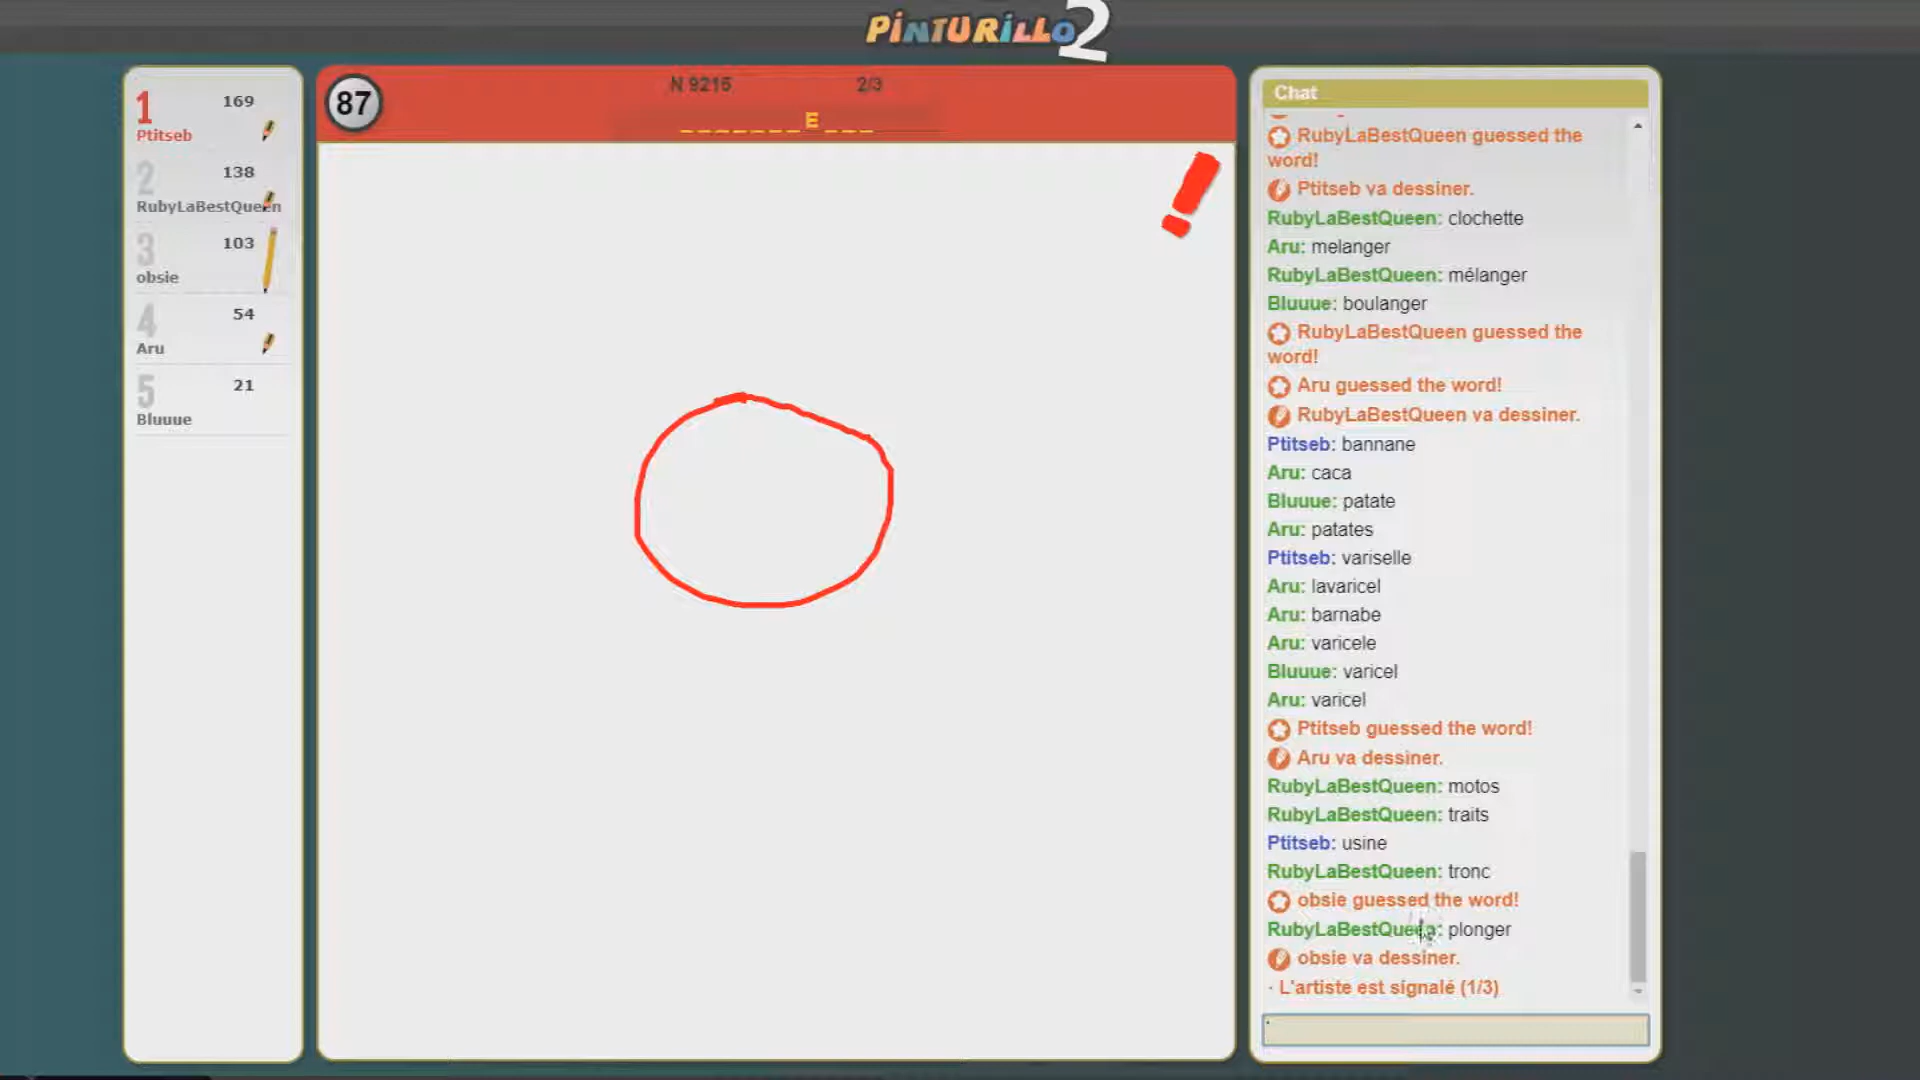 PiNTURiLLO 2
1 169
Ptitseb
2 138
RubyLaBestQueen
3 103
obsie
4 54
Aru
5 21
Bluuue
87
N 9215 2/3
_ _ _ _ _ _ _ E _ _ _
Chat
RubyLaBestQueen guessed the
word!
Ptitseb va dessiner.
RubyLaBestQueen: clochette
Aru: melanger
RubyLaBestQueen: mélanger
Bluuue: boulanger
RubyLaBestQueen guessed the
word!
Aru guessed the word!
RubyLaBestQueen va dessiner.
Ptitseb: bannane
Aru: caca
Bluuue: patate
Aru: patates
Ptitseb: variselle
Aru: lavaricel
Aru: barnabe
Aru: varicele
Bluuue: varicel
Aru: varicel
Ptitseb guessed the word!
Aru va dessiner.
RubyLaBestQueen: motos
RubyLaBestQueen: traits
Ptitseb: usine
RubyLaBestQueen: tronc
obsie guessed the word!
RubyLaBestQueen: plonger
obsie va dessiner.
· L'artiste est signalé (1/3)